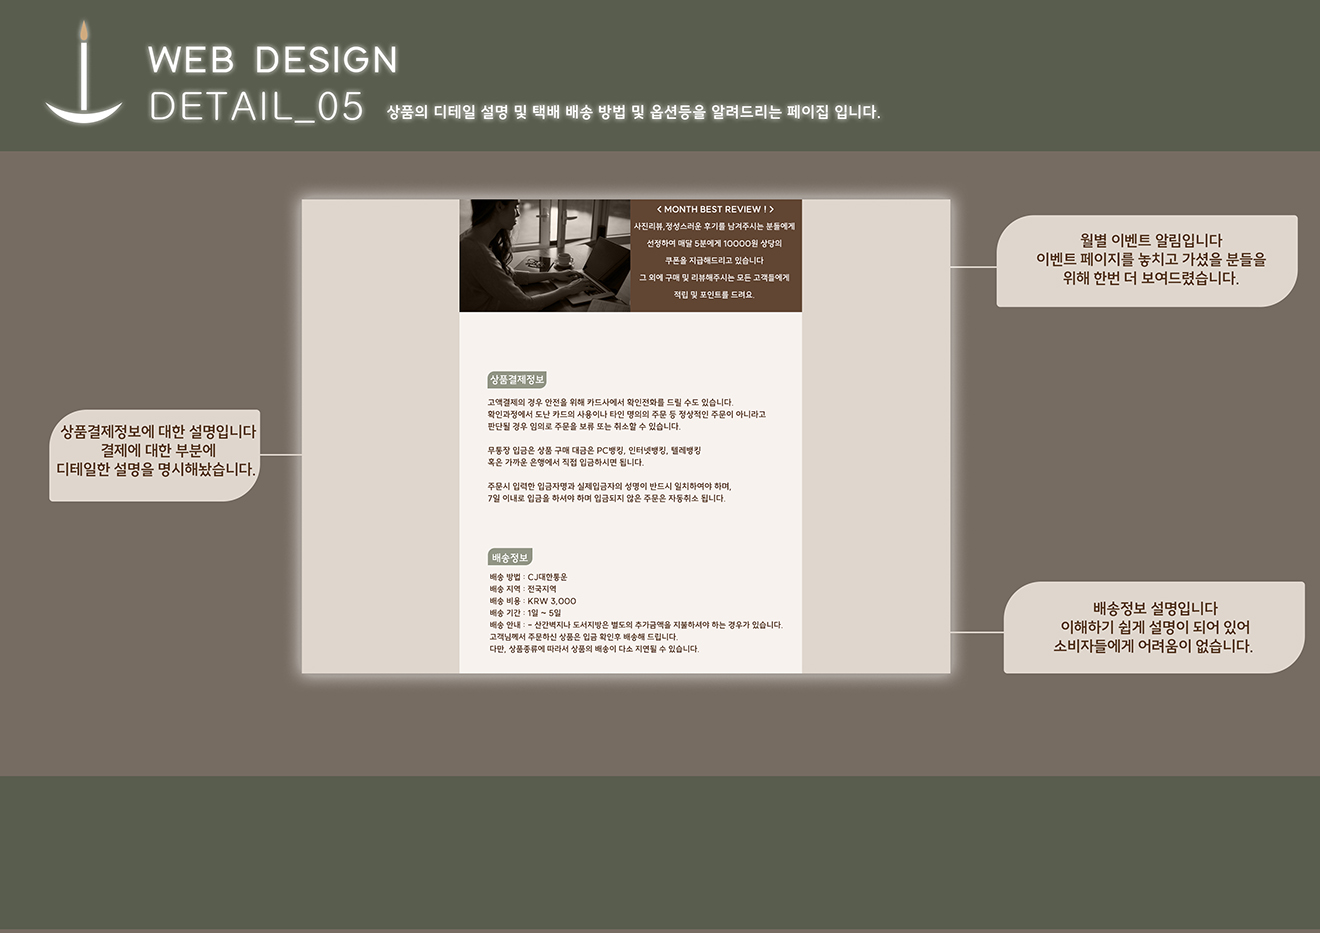 WEB DESIGN
DETAIL_05 상품의 디테일 설명 및 택배 배송 방법 및 옵션등을 알려드리는 페이집 입니다.
< MONTH BEST REVIEW ! >
사진리뷰,정성스러운 후기를 남겨주시는 분들에게
선정하여 매달 5분에게 10000원 상당의
쿠폰을 지급해드리고 있습니다
그 외에 구매 및 리뷰해주시는 모든 고객들에게
적립 및 포인트를 드려요.
월별 이벤트 알림입니다
이벤트 페이지를 놓치고 가셨을 분들을
위해 한번 더 보여드렸습니다.
상품결제정보
고액결제의 경우 안전을 위해 카드사에서 확인전화를 드릴 수도 있습니다.
확인과정에서 도난 카드의 사용이나 타인 명의의 주문 등 정상적인 주문이 아니라고
판단될 경우 임의로 주문을 보류 또는 취소할 수 있습니다.
무통장 입금은 상품 구매 대금은 PC뱅킹, 인터넷뱅킹, 텔레뱅킹
혹은 가까운 은행에서 직접 입금하시면 됩니다.
주문시 입력한 입금자명과 실제입금자의 성명이 반드시 일치하여야 하며,
7일 이내로 입금을 하셔야 하며 입금되지 않은 주문은 자동취소 됩니다.
상품결제정보에 대한 설명입니다
결제에 대한 부분에
디테일한 설명을 명시해놨습니다.
배송정보
배송 방법 : CJ대한통운
배송 지역 : 전국지역
배송 비용 : KRW 3,000
배송 기간 : 1일 ~ 5일
배송 안내 : - 산간벽지나 도서지방은 별도의 추가금액을 지불하셔야 하는 경우가 있습니다.
고객님께서 주문하신 상품은 입금 확인후 배송해 드립니다.
다만, 상품종류에 따라서 상품의 배송이 다소 지연될 수 있습니다.
배송정보 설명입니다
이해하기 쉽게 설명이 되어 있어
소비자들에게 어려움이 없습니다.